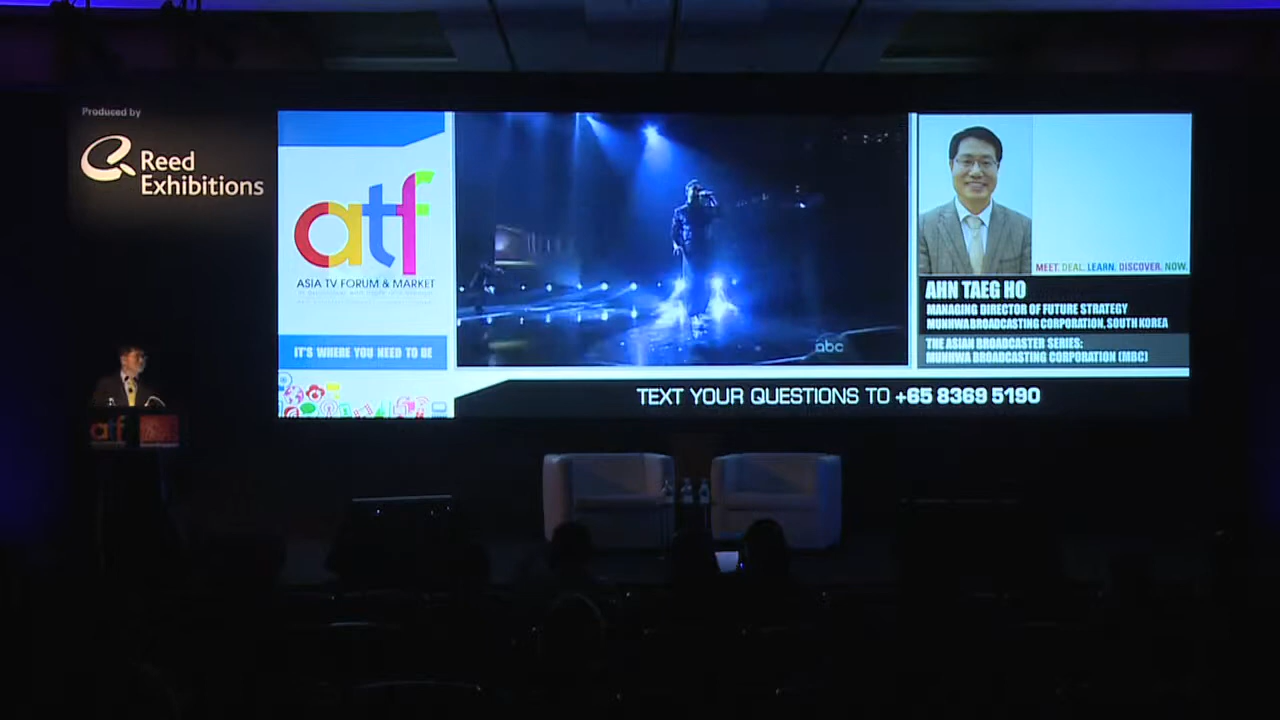 Produced by
Reed
Exhibitions
atf
ASIA TV FORUM & MARKET
IT'S WHERE YOU NEED TO BE
abc
MEET. DEAL. LEARN. DISCOVER. NOW.
AHN TAEG HO
MANAGING DIRECTOR OF FUTURE STRATEGY
MUNHWA BROADCASTING CORPORATION, SOUTH KOREA
THE ASIAN BROADCASTER SERIES:
MUNHWA BROADCASTING CORPORATION (MBC)
TEXT YOUR QUESTIONS TO +65 8369 5190
atf